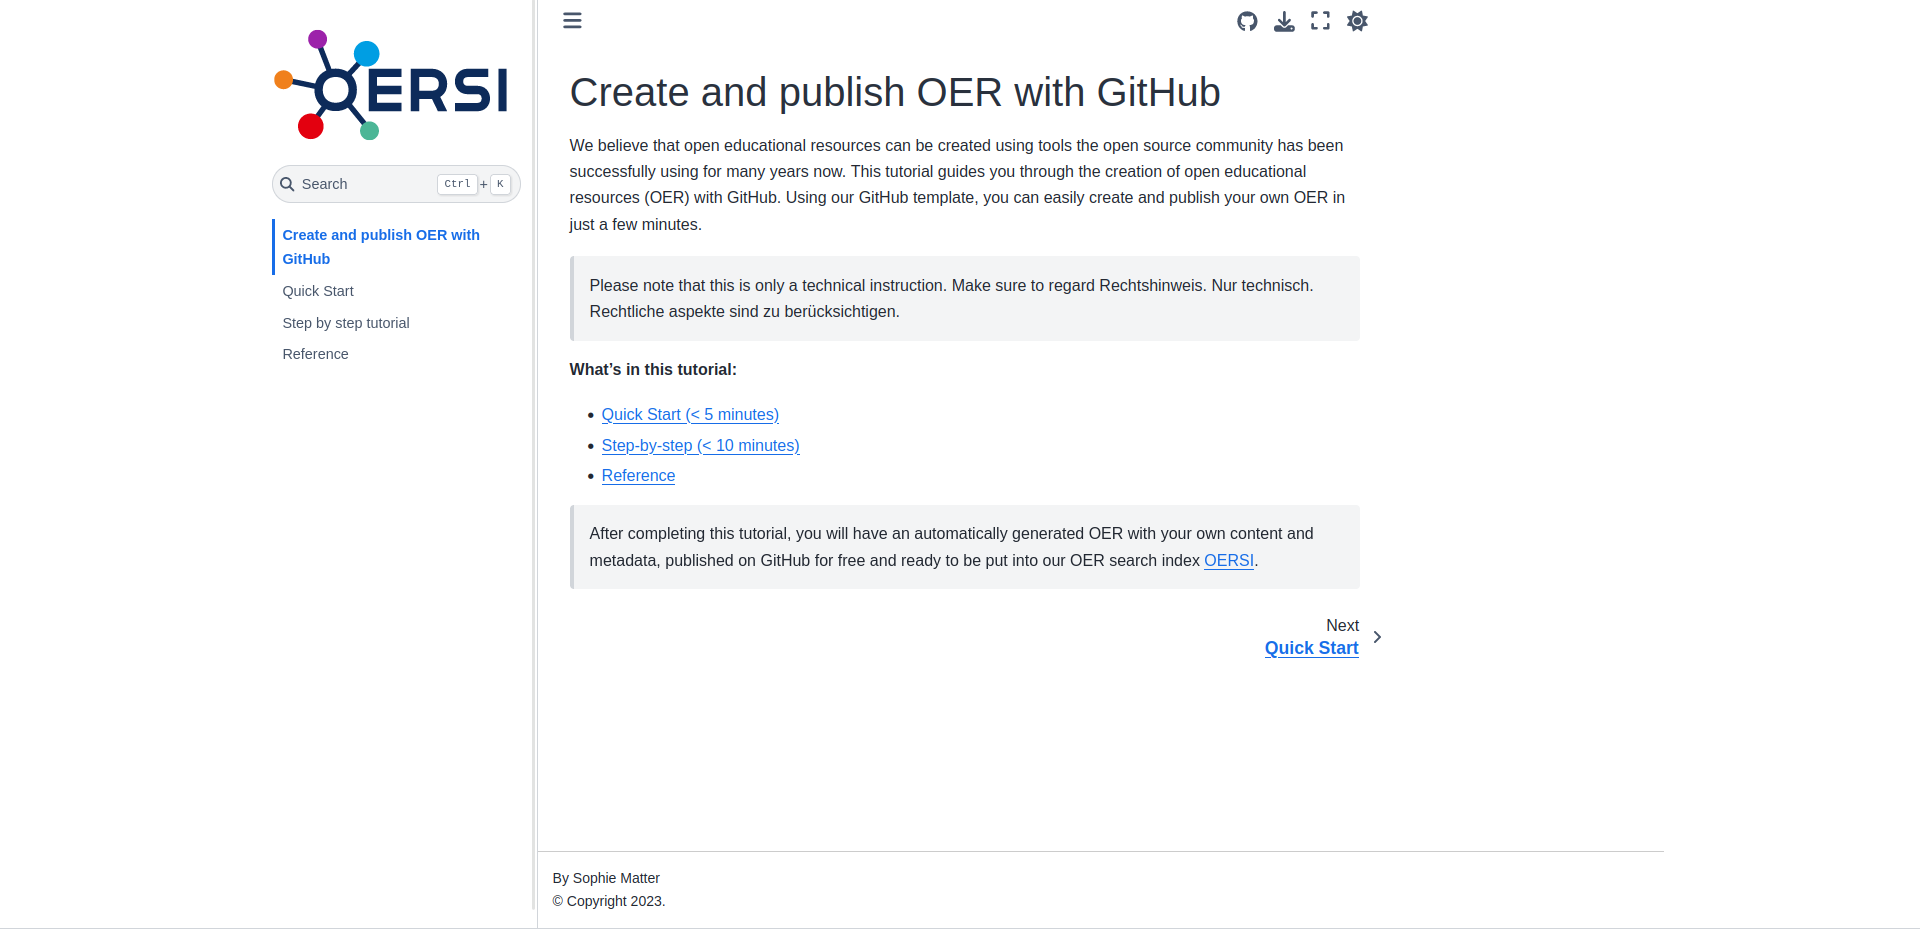 OERSI
Search Ctrl + K
Create and publish OER with
GitHub
Quick Start
Step by step tutorial
Reference
Create and publish OER with GitHub
We believe that open educational resources can be created using tools the open source community has been
successfully using for many years now. This tutorial guides you through the creation of open educational
resources (OER) with GitHub. Using our GitHub template, you can easily create and publish your own OER in
just a few minutes.
Please note that this is only a technical instruction. Make sure to regard Rechtshinweis. Nur technisch.
Rechtliche aspekte sind zu berücksichtigen.
What’s in this tutorial:
• Quick Start (< 5 minutes)
• Step-by-step (< 10 minutes)
• Reference
After completing this tutorial, you will have an automatically generated OER with your own content and
metadata, published on GitHub for free and ready to be put into our OER search index OERSI.
Next
Quick Start
By Sophie Matter
© Copyright 2023.